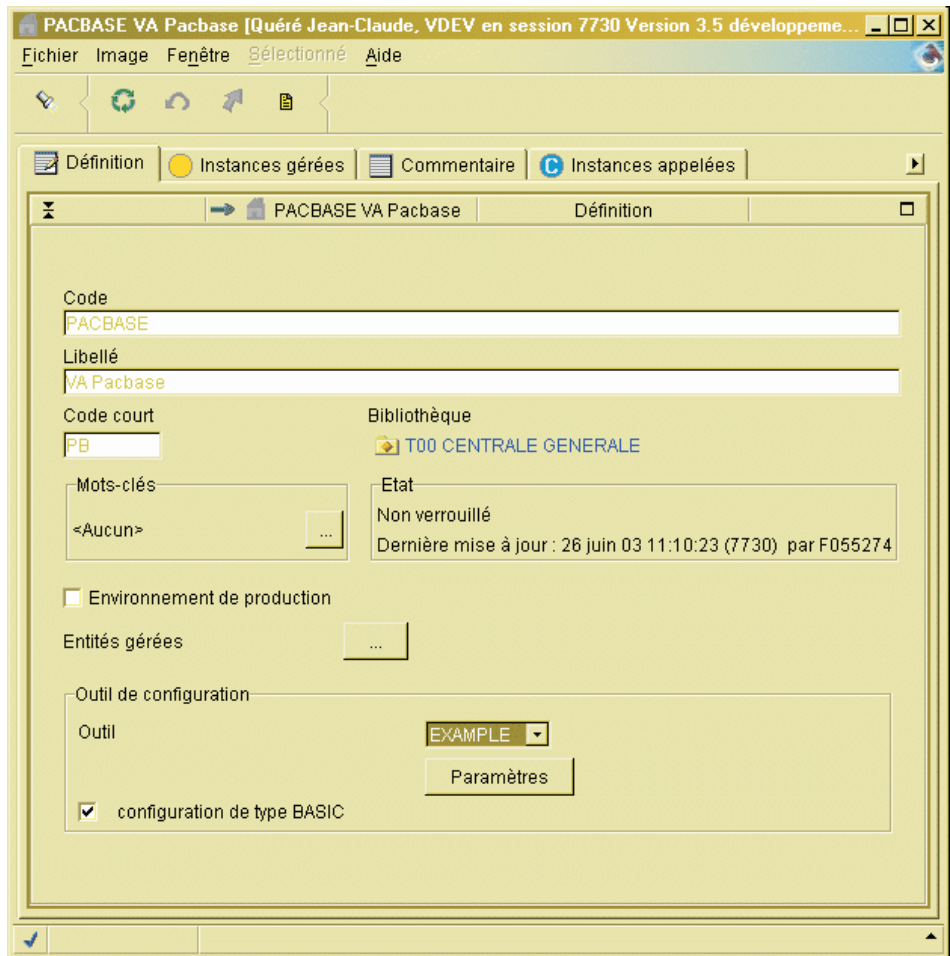 PACBASE VA Pacbase [Quéré Jean-Claude, VDEV en session 7730 Version 3.5 développeme...
Fichier Image Fenêtre Sélectionné Aide
Définition Instances gérées Commentaire C Instances appelées
PACBASE VA Pacbase Définition
Code
PACBASE
Libellé
VA Pacbase
Code court Bibliothèque
PB T00 CENTRALE GENERALE
Mots-clés Etat
Non verrouillé
<Aucun> ...
Dernière mise à jour : 26 juin 03 11:10:23 (7730) par F055274
Environnement de production
Entités gérées ...
Outil de configuration
Outil EXAMPLE
Paramètres
configuration de type BASIC